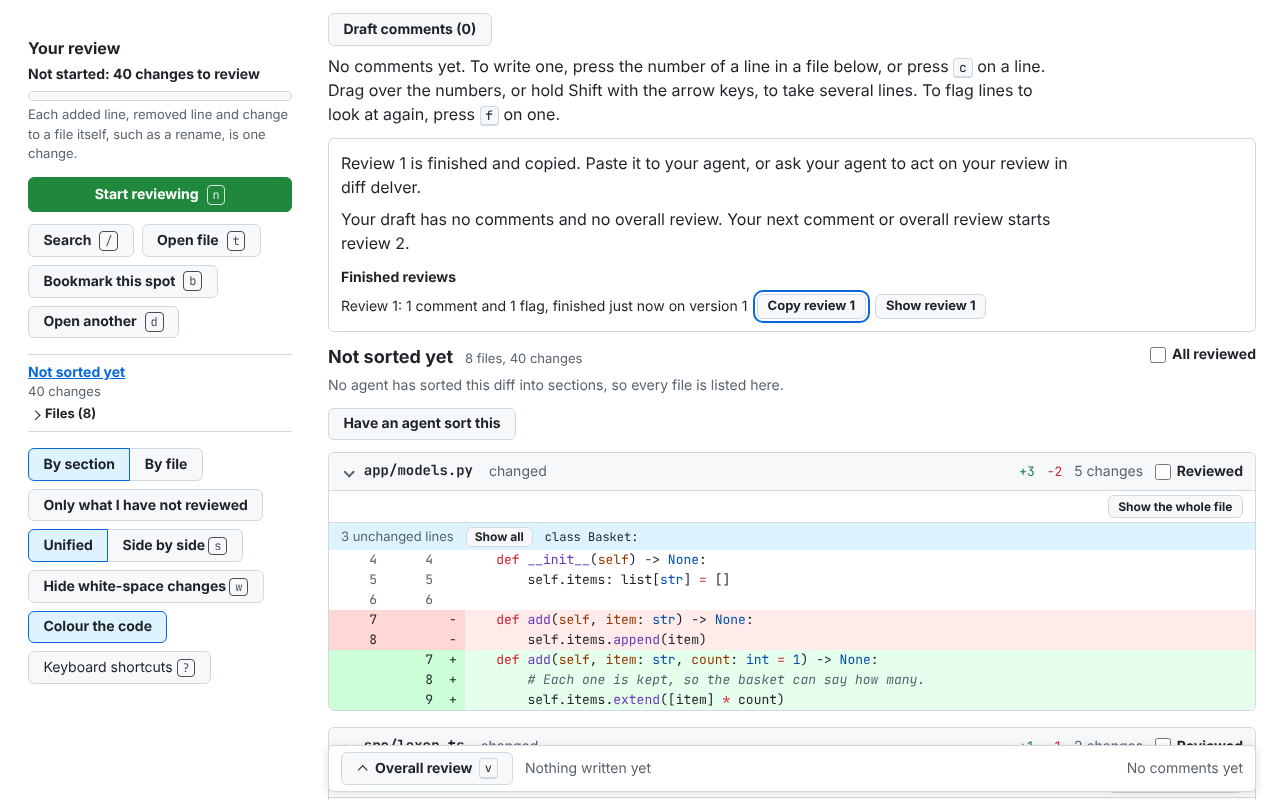 Your review
Not started: 40 changes to review
Each added line, removed line and change
to a file itself, such as a rename, is one
change.
Start reviewing n
Search / Open file t
Bookmark this spot b
Open another d
Not sorted yet
40 changes
Files (8)
By section By file
Only what I have not reviewed
Unified Side by side s
Hide white-space changes w
Colour the code
Keyboard shortcuts ?
Draft comments (0)
No comments yet. To write one, press the number of a line in a file below, or press c on a line.
Drag over the numbers, or hold Shift with the arrow keys, to take several lines. To flag lines to
look at again, press f on one.
Review 1 is finished and copied. Paste it to your agent, or ask your agent to act on your review in
diff delver.
Your draft has no comments and no overall review. Your next comment or overall review starts
review 2.
Finished reviews
Review 1: 1 comment and 1 flag, finished just now on version 1 Copy review 1 Show review 1
Not sorted yet 8 files, 40 changes All reviewed
No agent has sorted this diff into sections, so every file is listed here.
Have an agent sort this
app/models.py changed +3 -2 5 changes Reviewed
Show the whole file
3 unchanged lines Show all class Basket:
4 4 def __init__(self) -> None:
5 5 self.items: list[str] = []
6 6
7 - def add(self, item: str) -> None:
8 - self.items.append(item)
7 + def add(self, item: str, count: int = 1) -> None:
8 + # Each one is kept, so the basket can say how many.
9 + self.items.extend([item] * count)
changed Reviewed
Overall review v Nothing written yet No comments yet